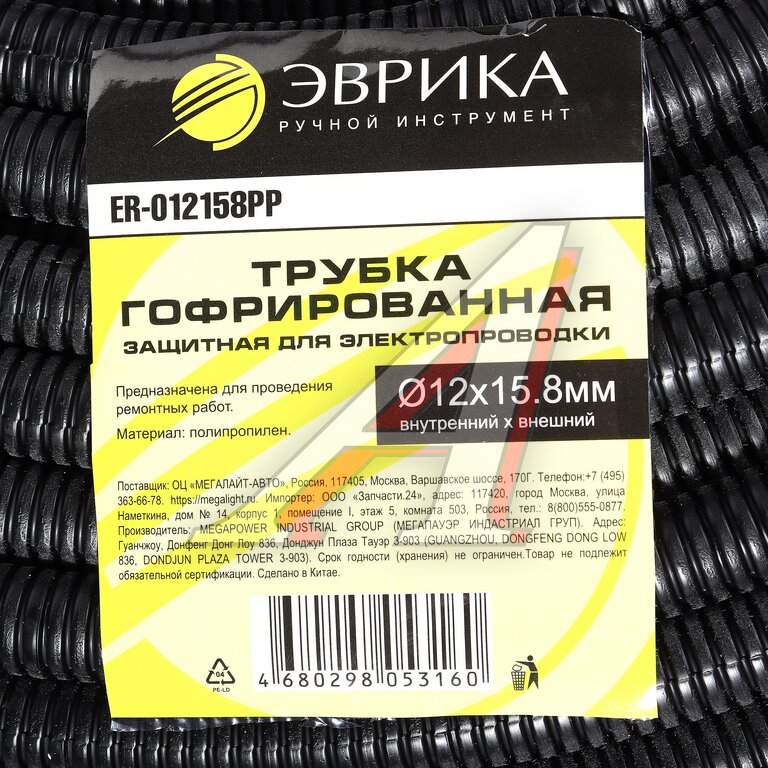 ЭВРИКА
РУЧНОЙ ИНСТРУМЕНТ
ER-012158PP
ТРУБКА
ГОФРИРОВАННАЯ
ЗАЩИТНАЯ ДЛЯ ЭЛЕКТРОПРОВОДКИ
Предназначена для проведения
ремонтных работ.
Материал: полипропилен.
Ø12x15.8мм
внутренний x внешний
Поставщик: ОЦ «МЕГАЛАЙТ-АВТО», Россия, 117405, Москва, Варшавское шоссе, 170Г. Телефон:+7 (495)
363-66-78. https://megalight.ru. Импортер: ООО «Запчасти.24», адрес: 117420, город Москва, улица
Наметкина, дом № 14, корпус 1, помещение I, этаж 5, комната 503, Россия, тел.: 8(800)555-0877.
Производитель: MEGAPOWER INDUSTRIAL GROUP (МЕГАПАУЭР ИНДАСТРИАЛ ГРУП). Адрес:
Гуанчжоу, Донфенг Донг Лоу 836, Донджун Плаза Тауэр 3-903 (GUANGZHOU, DONGFENG DONG LOW
836, DONDJUN PLAZA TOWER 3-903). Срок годности (хранения) не ограничен.Товар не подлежит
обязательной сертификации. Сделано в Китае.
04
PE-LD
4 680298 053160